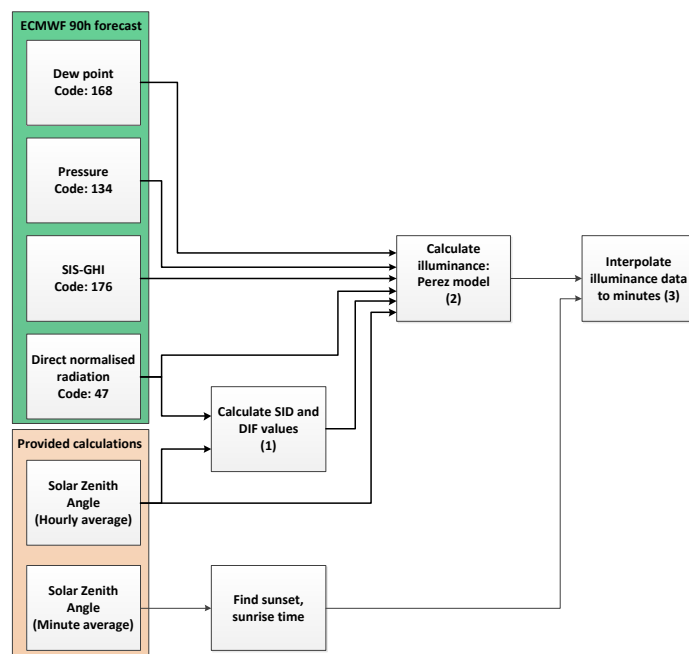 ECMWF 90h forecast
Dew point
Code: 168
Pressure
Code: 134
SIS-GHI
Code: 176
Direct normalised
radiation
Code: 47
Calculate
illuminance:
Perez model
(2)
Interpolate
illuminance data
to minutes (3)
Calculate SID and
DIF values
(1)
Provided calculations
Solar Zenith
Angle
(Hourly average)
Solar Zenith
Angle
(Minute average)
Find sunset,
sunrise time